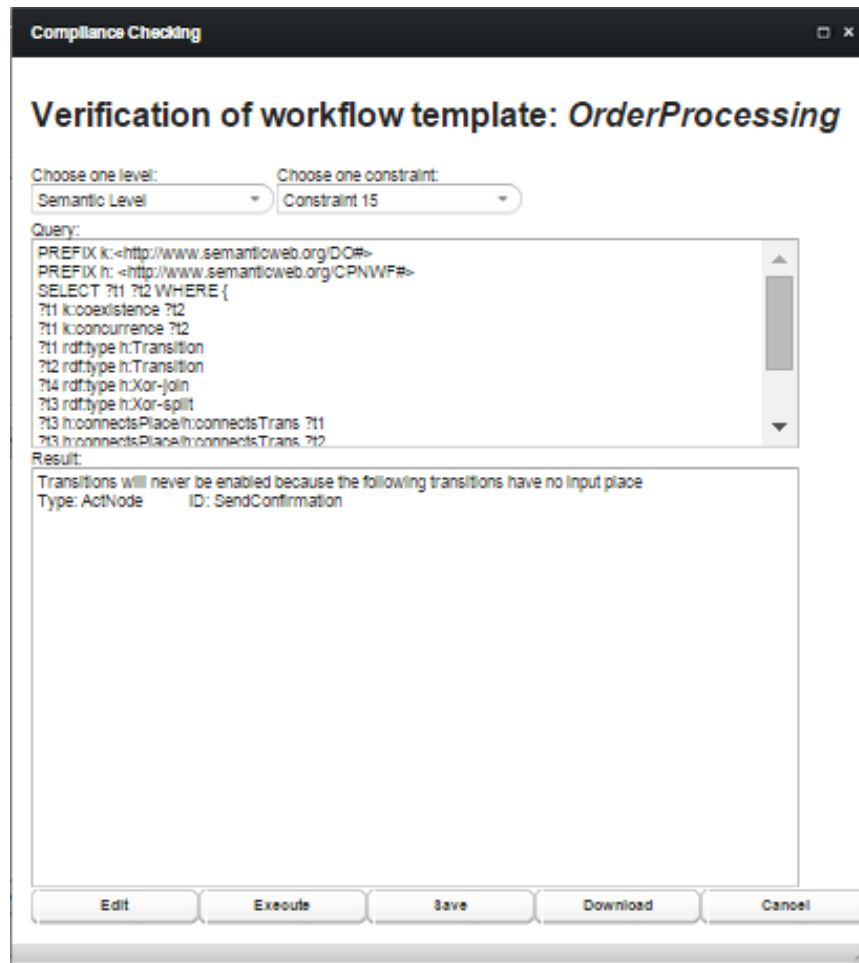 Compliance Checking
Verification of workflow template: OrderProcessing
Choose one level: Choose one constraint:
Semantic Level Constraint 15
Query:
PREFIX k:<http://www.semanticweb.org/DO#>
PREFIX h: <http://www.semanticweb.org/CPNWF#>
SELECT ?t1 ?t2 WHERE {
?t1 k:coexistence ?t2
?t1 k:concurrence ?t2
?t1 rdf:type h:Transition
?t2 rdf:type h:Transition
?t4 rdf:type h:Xor-join
?t3 rdf:type h:Xor-split
?t3 h:connectsPlace/h:connectsTrans ?t1
?t3 h:connectsPlace/h:connectsTrans ?t2
Result:
Transitions will never be enabled because the following transitions have no input place
Type: ActNode ID: SendConfirmation
Edit Execute Save Download Cancel